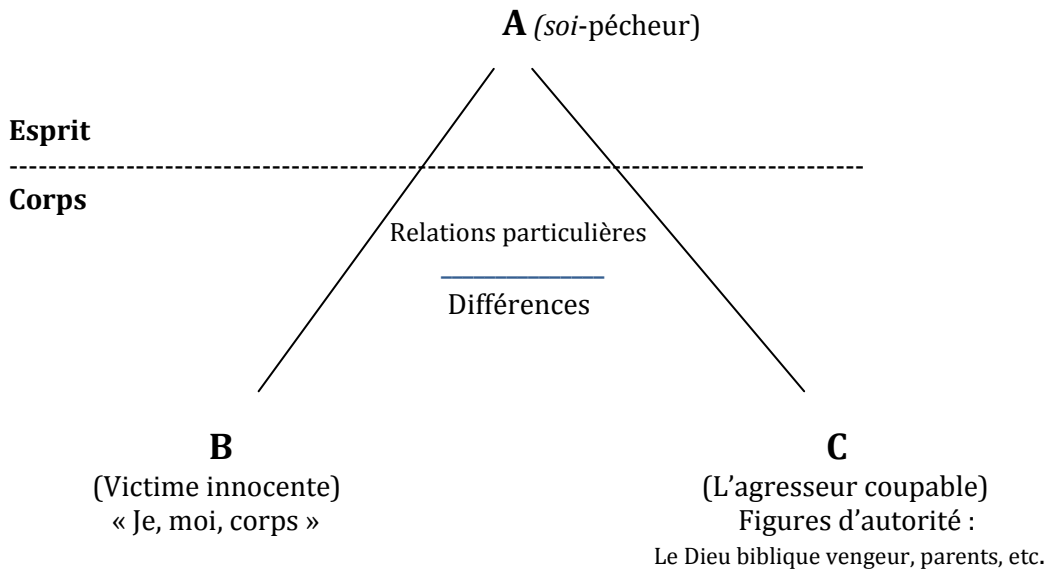 A (soi-pécheur)
Esprit
Corps
Relations particulières
Différences
B
(Victime innocente)
« Je, moi, corps »
C
(L'agresseur coupable)
Figures d'autorité :
Le Dieu biblique vengeur, parents, etc.